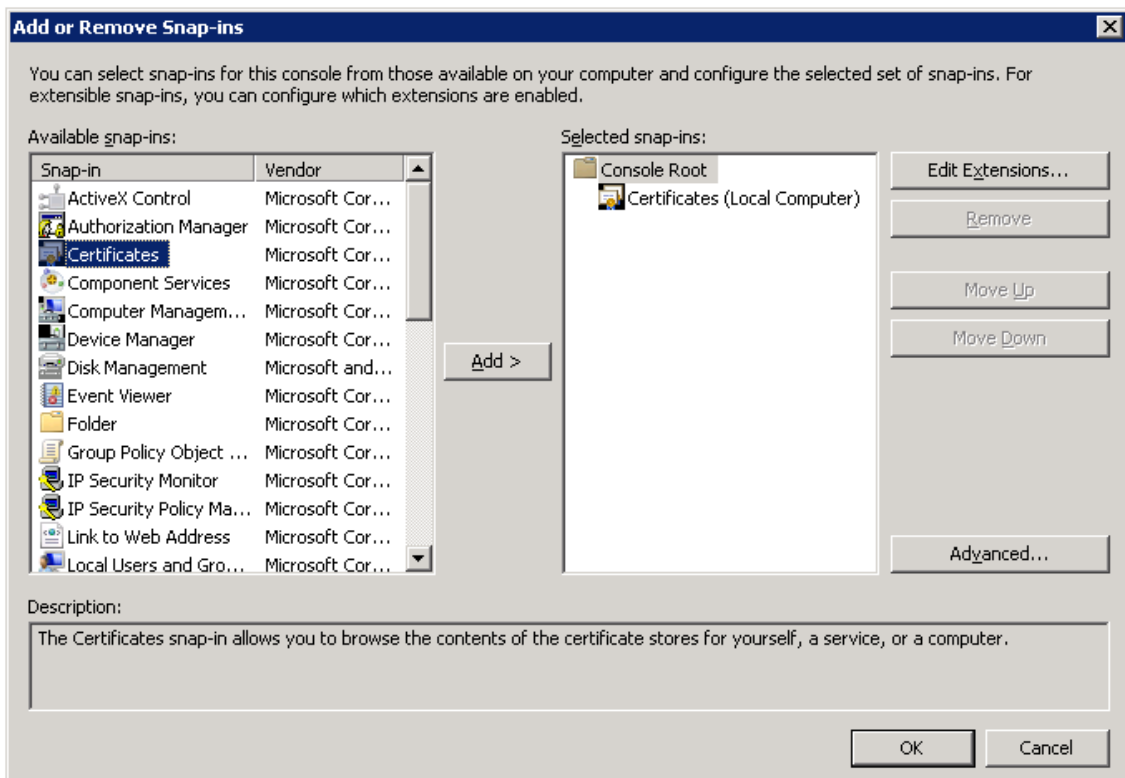 Add or Remove Snap-ins
You can select snap-ins for this console from those available on your computer and configure the selected set of snap-ins. For
extensible snap-ins, you can configure which extensions are enabled.
Available snap-ins:
Snap-in Vendor
ActiveX Control Microsoft Cor...
Authorization Manager Microsoft Cor...
Certificates Microsoft Cor...
Component Services Microsoft Cor...
Computer Managem... Microsoft Cor...
Device Manager Microsoft Cor...
Disk Management Microsoft and...
Event Viewer Microsoft Cor...
Folder Microsoft Cor...
Group Policy Object ... Microsoft Cor...
IP Security Monitor Microsoft Cor...
IP Security Policy Ma... Microsoft Cor...
Link to Web Address Microsoft Cor...
Local Users and Gro... Microsoft Cor...
Add >
Selected snap-ins:
Console Root
Certificates (Local Computer)
Edit Extensions...
Remove
Move Up
Move Down
Advanced...
Description:
The Certificates snap-in allows you to browse the contents of the certificate stores for yourself, a service, or a computer.
OK
Cancel